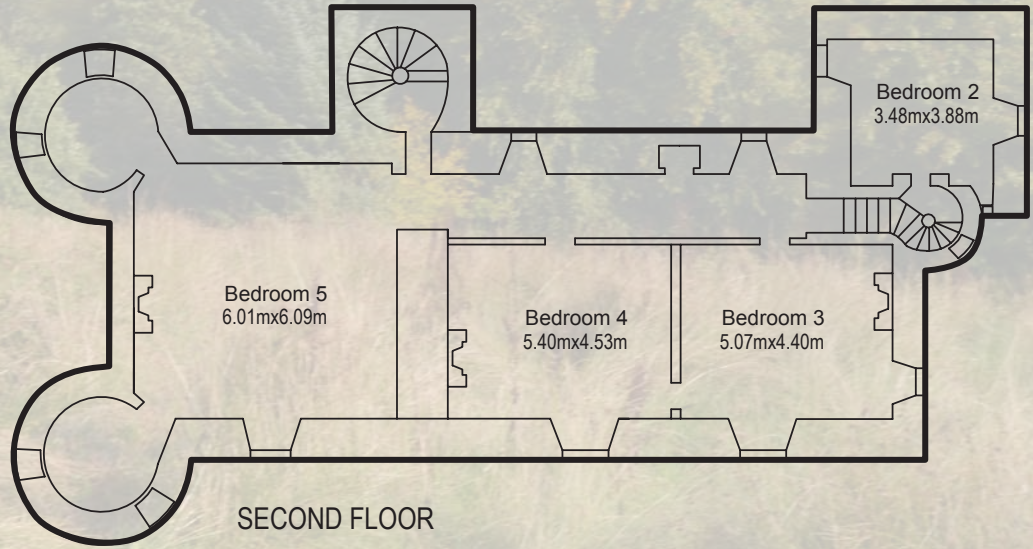 Bedroom 2
3.48mx3.88m
Bedroom 5
6.01mx6.09m
Bedroom 4
5.40mx4.53m
Bedroom 3
5.07mx4.40m
SECOND FLOOR